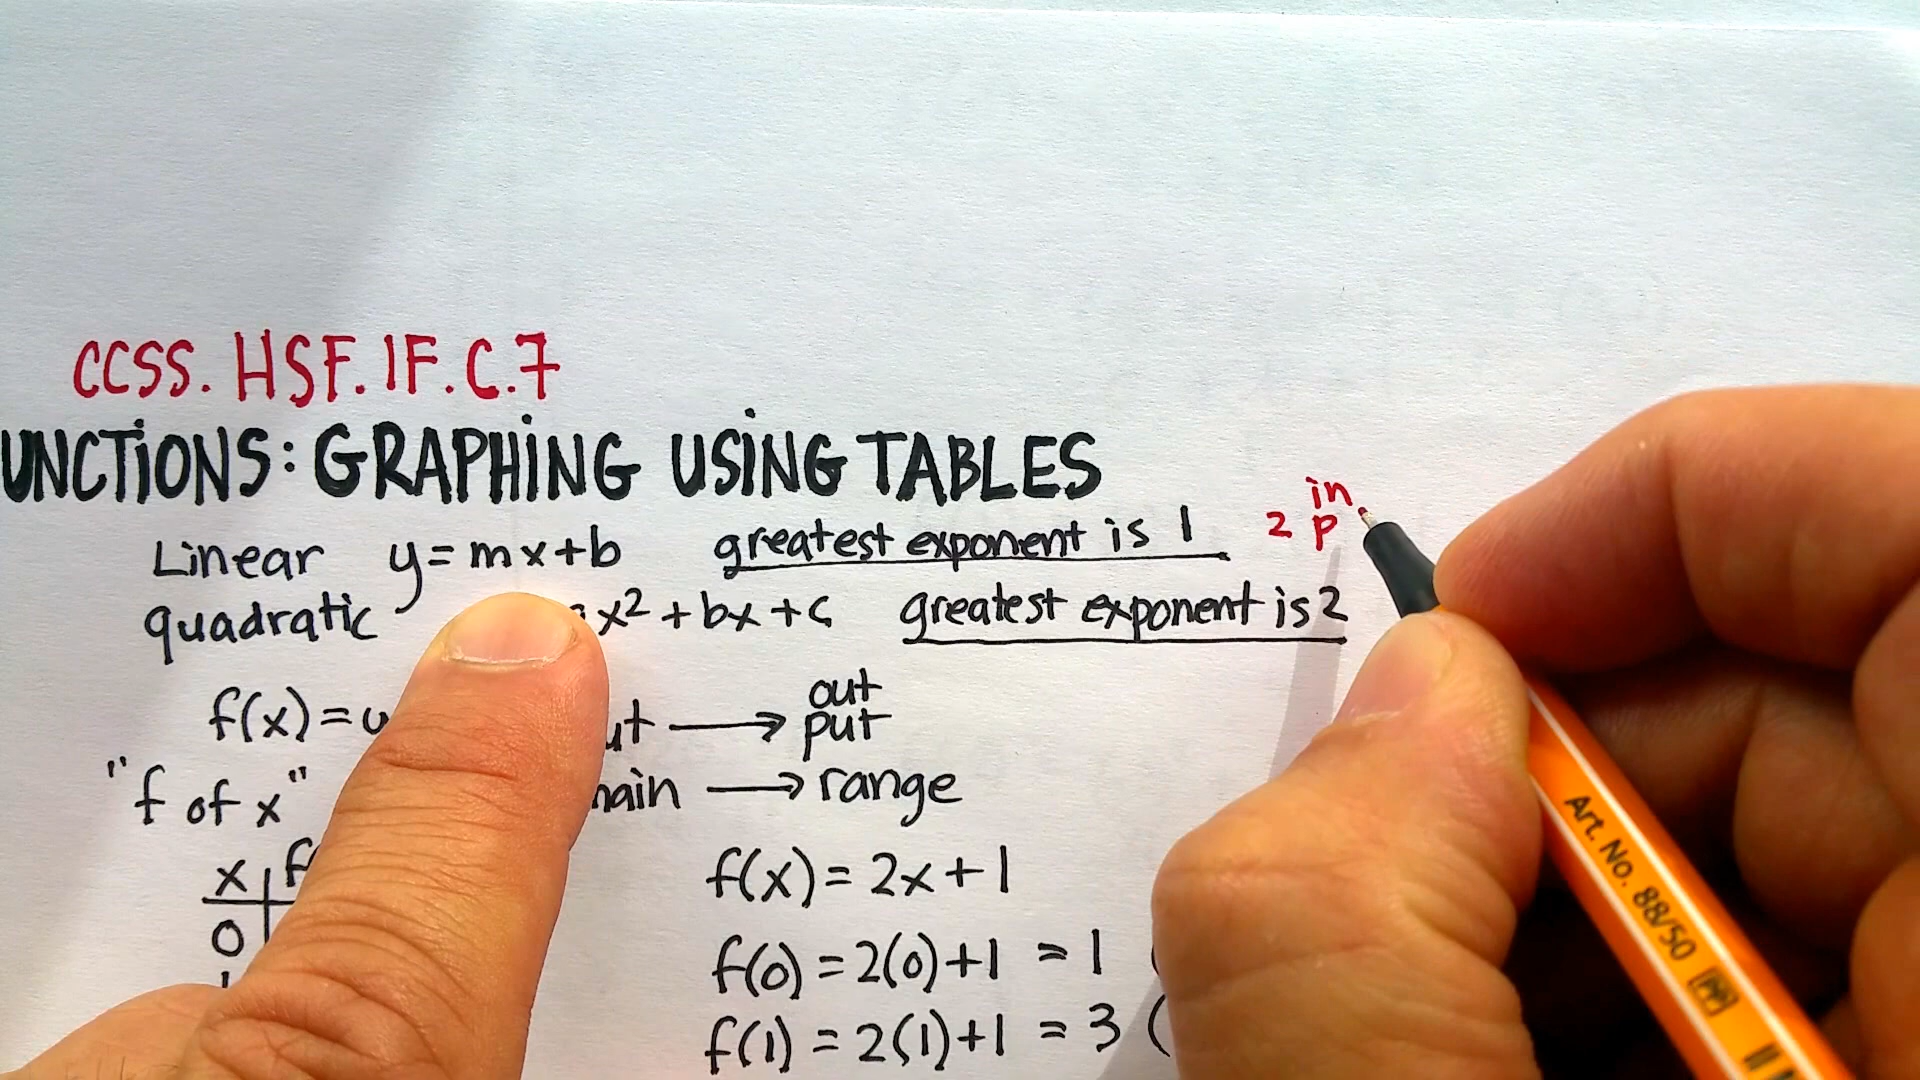 CCSS. HSF.IF.C.7
UNCTIONS: GRAPHING USING TABLES
Linear y=mx+b greatest exponent is 1
in
2 p
quadratic x²+bx+c greatest exponent is 2
f(x)=
out
ut → put
"f of x" main → range
x f(
0
f(x)=2x+1
f(0)=2(0)+1 = 1
f(1)=2(1)+1 = 3 (
Art. No. 88/50